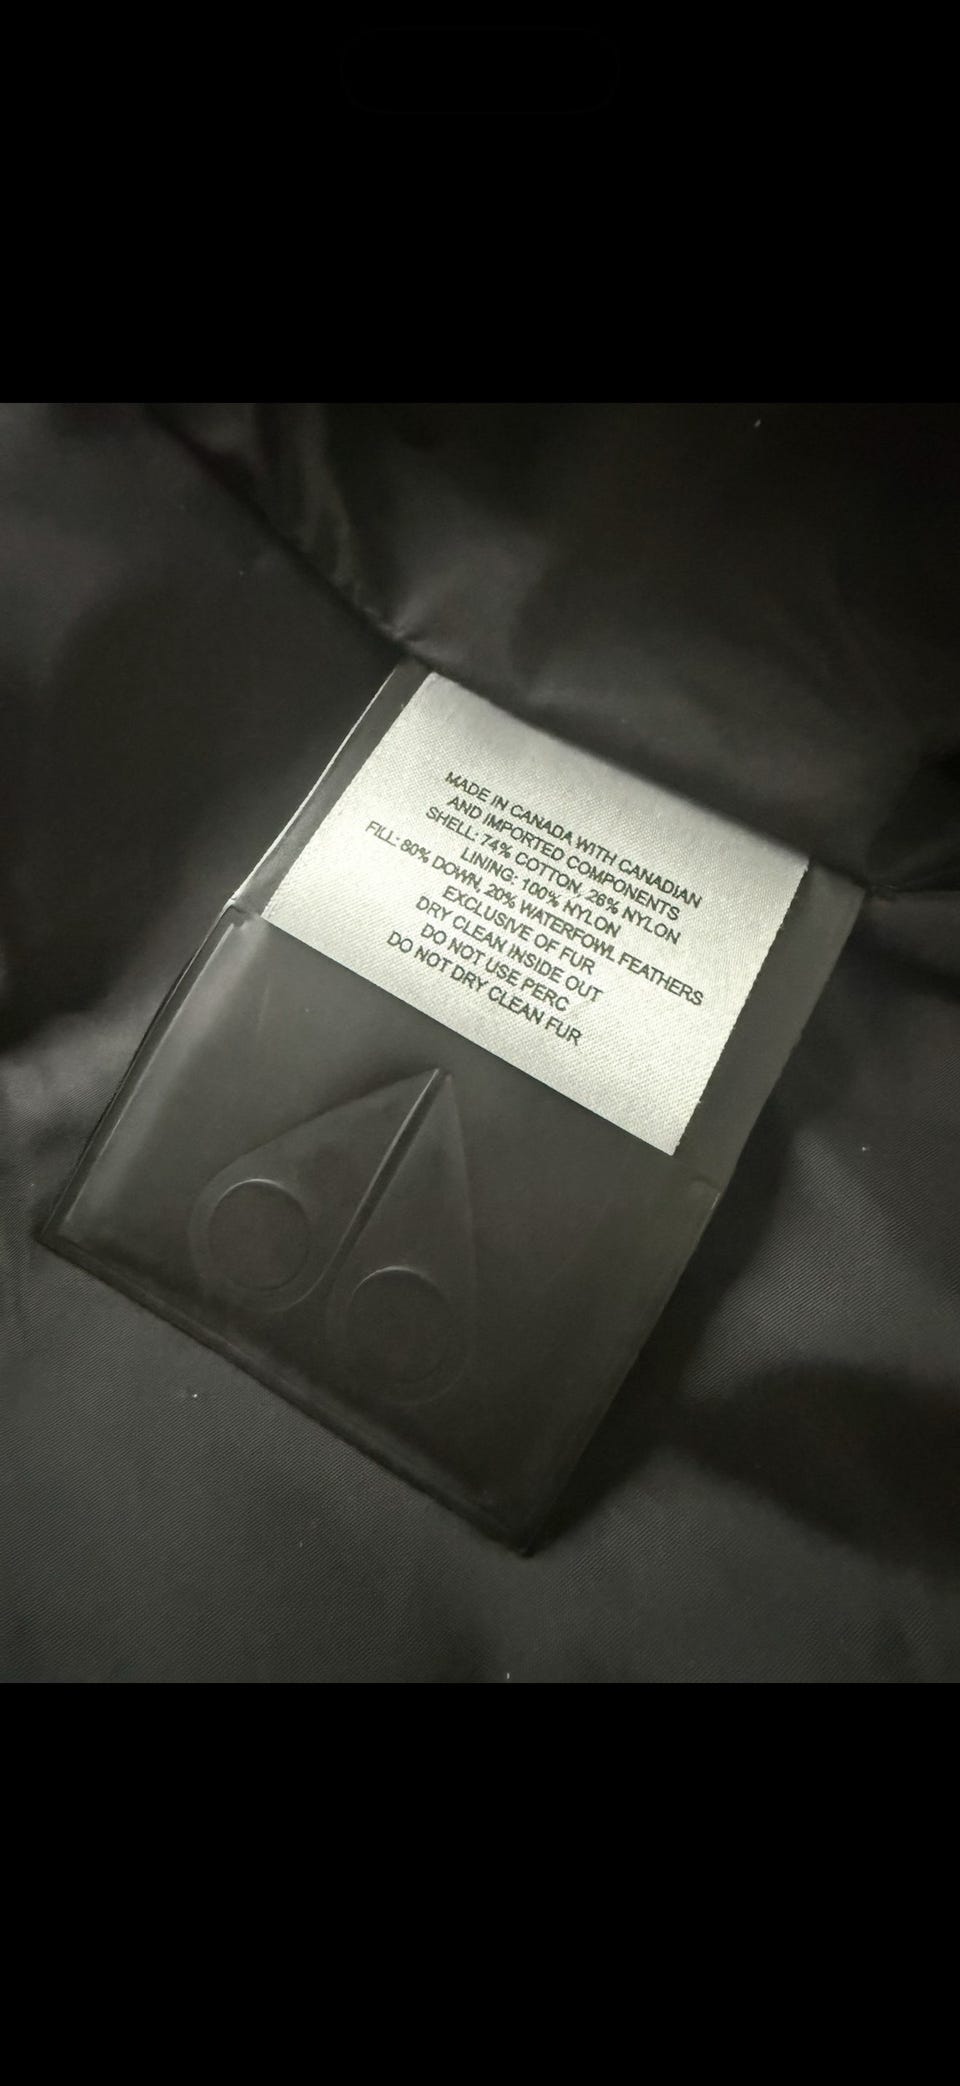 MADE IN CANADA WITH CANADIAN
AND IMPORTED COMPONENTS
SHELL: 74% COTTON, 26% NYLON
LINING: 100% NYLON
FILL: 80% DOWN, 20% WATERFOWL FEATHERS
EXCLUSIVE OF FUR
DRY CLEAN INSIDE OUT
DO NOT USE PERC
DO NOT DRY CLEAN FUR